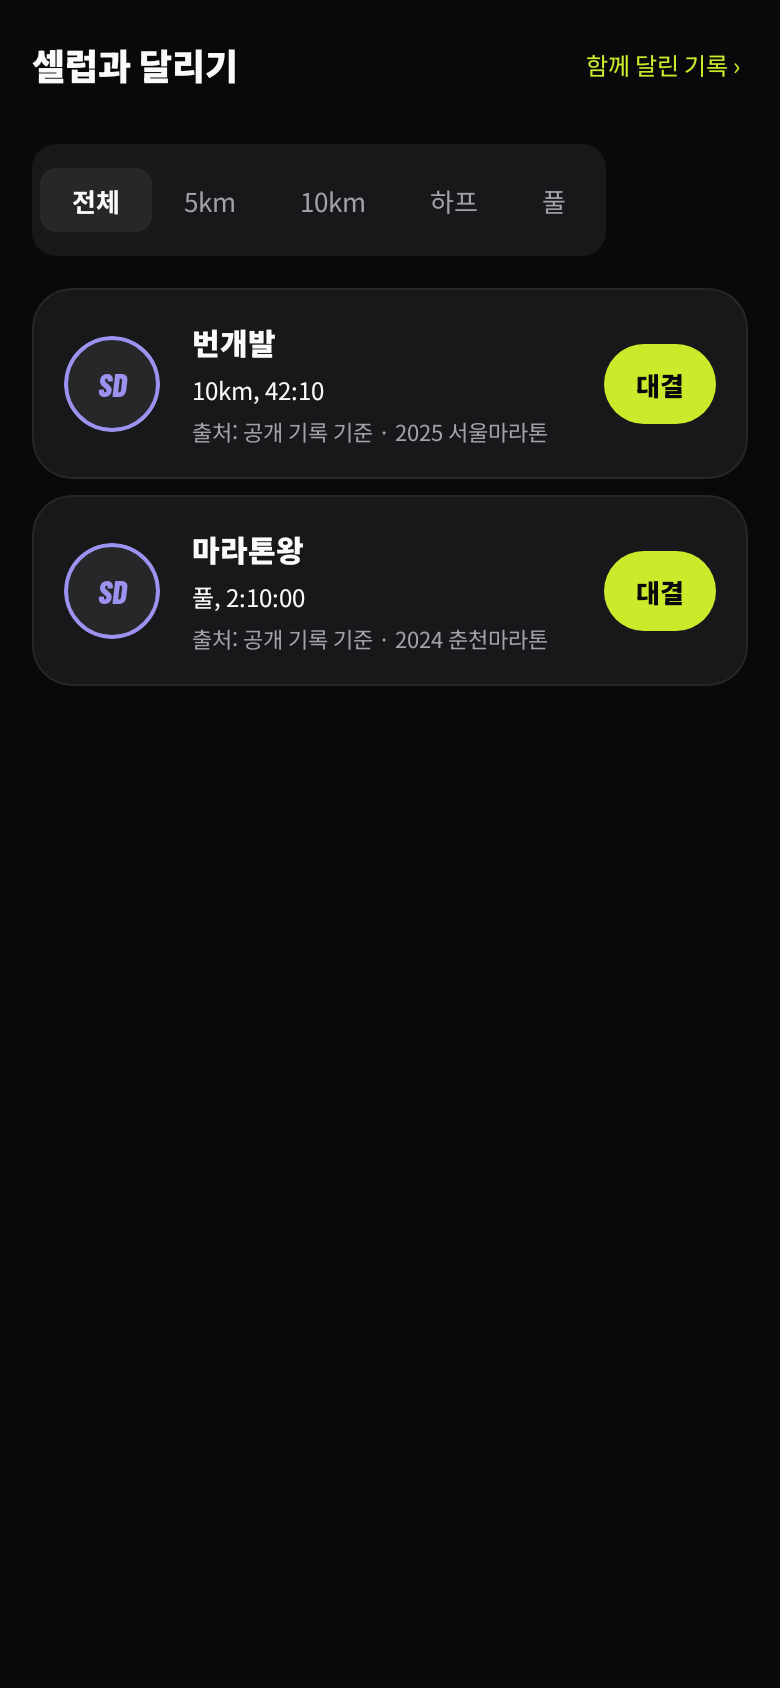 셀럽과 달리기
함께 달린 기록 ›
전체 5km 10km 하프 풀
SD
번개발
10km, 42:10
출처: 공개 기록 기준 · 2025 서울마라톤
대결
SD
마라톤왕
풀, 2:10:00
출처: 공개 기록 기준 · 2024 춘천마라톤
대결